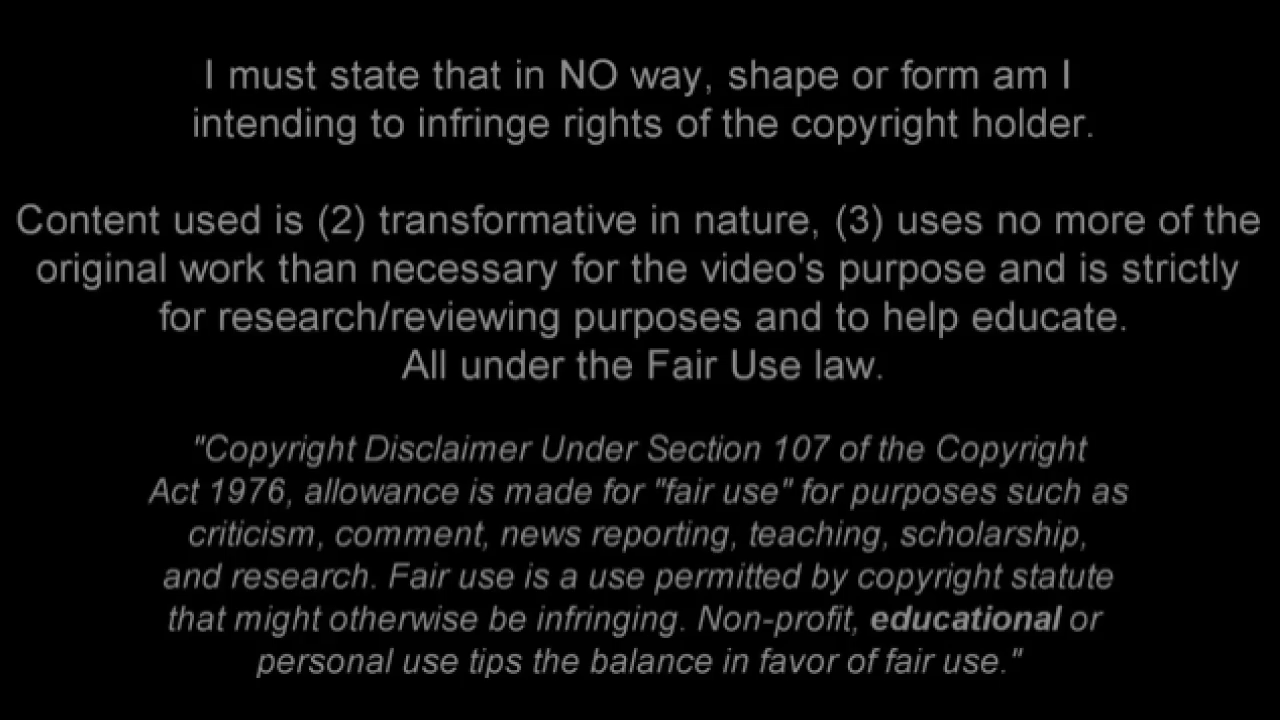 I must state that in NO way, shape or form am I
intending to infringe rights of the copyright holder.
Content used is (2) transformative in nature, (3) uses no more of the
original work than necessary for the video's purpose and is strictly
for research/reviewing purposes and to help educate.
All under the Fair Use law.
"Copyright Disclaimer Under Section 107 of the Copyright
Act 1976, allowance is made for "fair use" for purposes such as
criticism, comment, news reporting, teaching, scholarship,
and research. Fair use is a use permitted by copyright statute
that might otherwise be infringing. Non-profit, educational or
personal use tips the balance in favor of fair use."